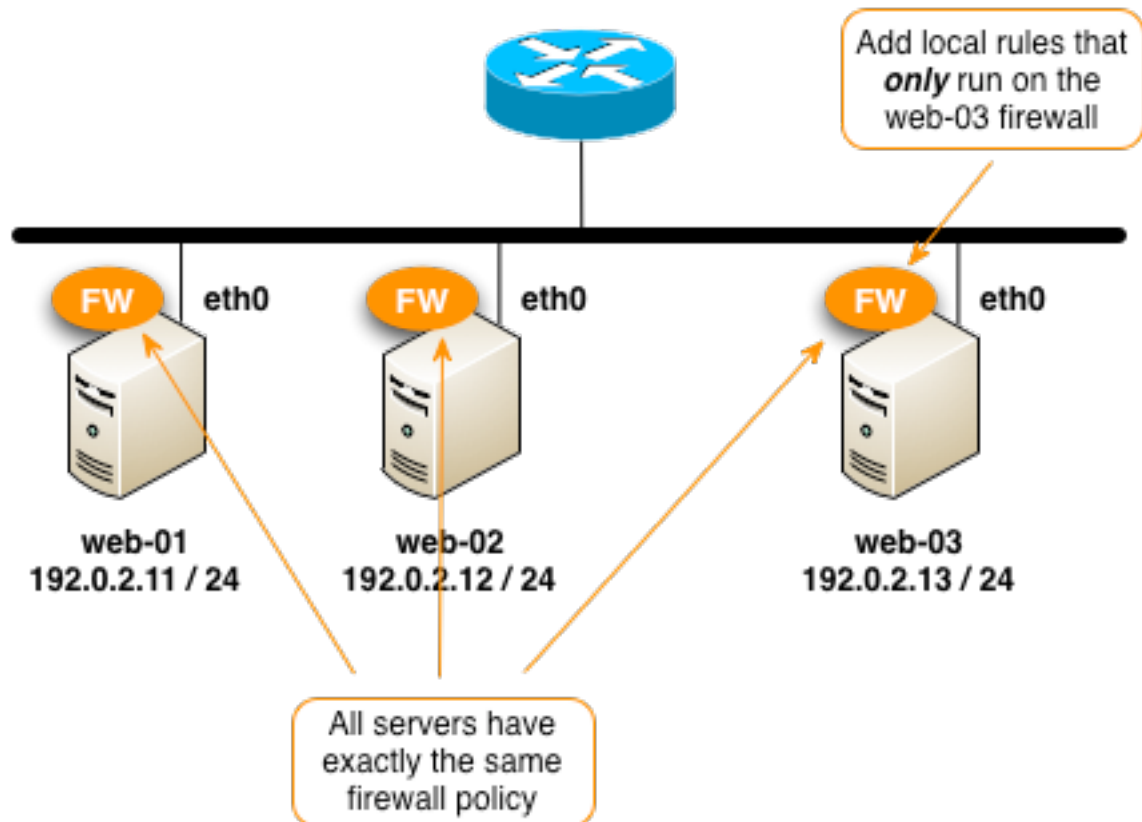 Add local rules that
only run on the
web-03 firewall
FW
eth0
FW
eth0
FW
eth0
web-01
192.0.2.11 / 24
web-02
192.0.2.12 / 24
web-03
192.0.2.13 / 24
All servers have
exactly the same
firewall policy